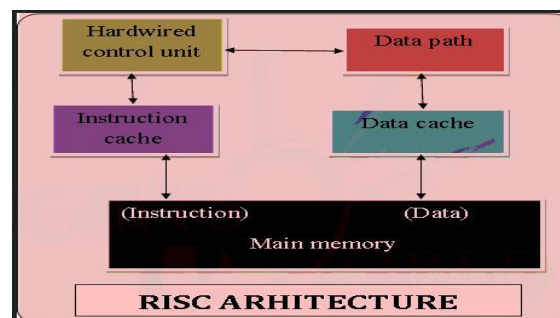 Hardwired
control unit
Data path
Instruction
cache
Data cache
(Instruction) (Data)
Main memory
RISC ARHITECTURE